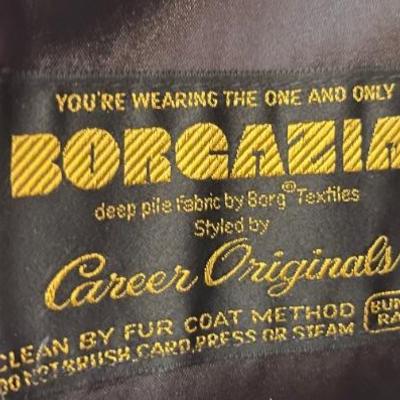 YOU'RE WEARING THE ONE AND ONLY
BORGAZIA
deep pile fabric by Borg® Textiles
Styled by
Career Originals
CLEAN BY FUR COAT METHOD
DO NOT BRUSH, CARD, PRESS OR STEAM